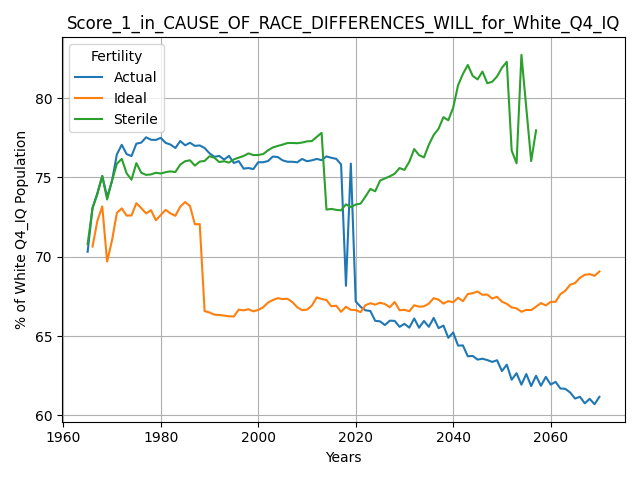 Score_1_in_CAUSE_OF_RACE_DIFFERENCES_WILL_for_White_Q4_IQ
Fertility
Actual
Ideal
Sterile
% of White Q4_IQ Population
80
75
70
65
60
1960
1980
2000
2020
2040
2060
Years